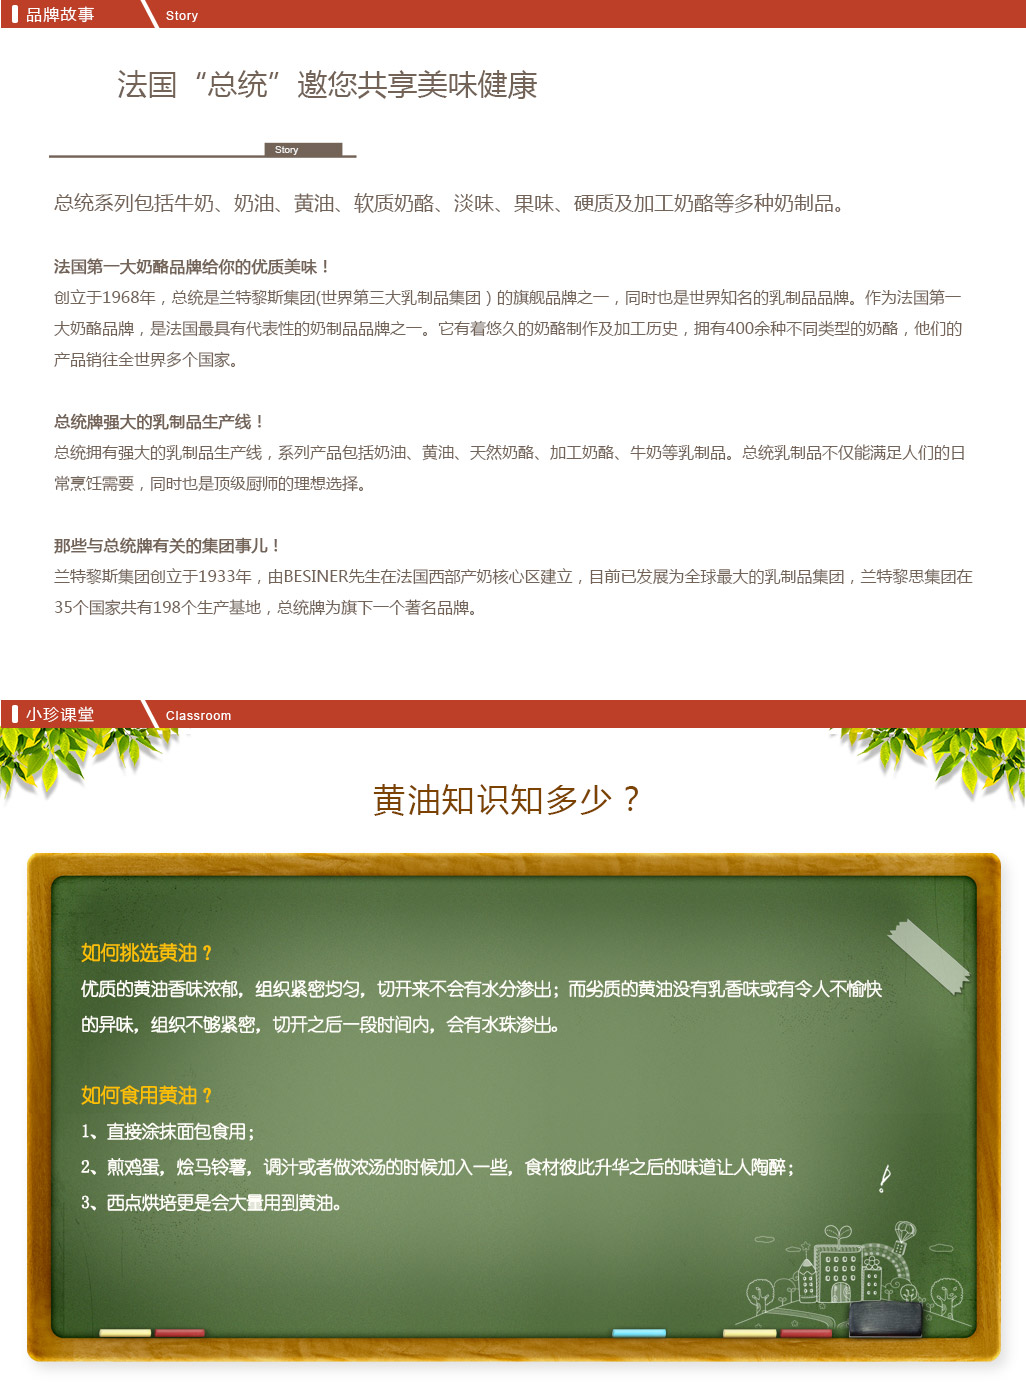 品牌故事 Story
法国“总统”邀您共享美味健康
Story
总统系列包括牛奶、奶油、黄油、软质奶酪、淡味、果味、硬质及加工奶酪等多种奶制品。
法国第一大奶酪品牌给你的优质美味！
创立于1968年，总统是兰特黎斯集团(世界第三大乳制品集团）的旗舰品牌之一，同时也是世界知名的乳制品品牌。作为法国第一
大奶酪品牌，是法国最具有代表性的奶制品品牌之一。它有着悠久的奶酪制作及加工历史，拥有400余种不同类型的奶酪，他们的
产品销往全世界多个国家。
总统牌强大的乳制品生产线！
总统拥有强大的乳制品生产线，系列产品包括奶油、黄油、天然奶酪、加工奶酪、牛奶等乳制品。总统乳制品不仅能满足人们的日
常烹饪需要，同时也是顶级厨师的理想选择。
那些与总统牌有关的集团事儿！
兰特黎斯集团创立于1933年，由BESINER先生在法国西部产奶核心区建立，目前已发展为全球最大的乳制品集团，兰特黎思集团在
35个国家共有198个生产基地，总统牌为旗下一个著名品牌。
小珍课堂 Classroom
黄油知识知多少？
如何挑选黄油？
优质的黄油香味浓郁，组织紧密均匀，切开来不会有水分渗出；而劣质的黄油没有乳香味或有令人不愉快
的异味，组织不够紧密，切开之后一段时间内，会有水珠渗出。
如何食用黄油？
1、直接涂抹面包食用；
2、煎鸡蛋，烩马铃薯，调汁或者做浓汤的时候加入一些，食材彼此升华之后的味道让人陶醉；
3、西点烘培更是会大量用到黄油。